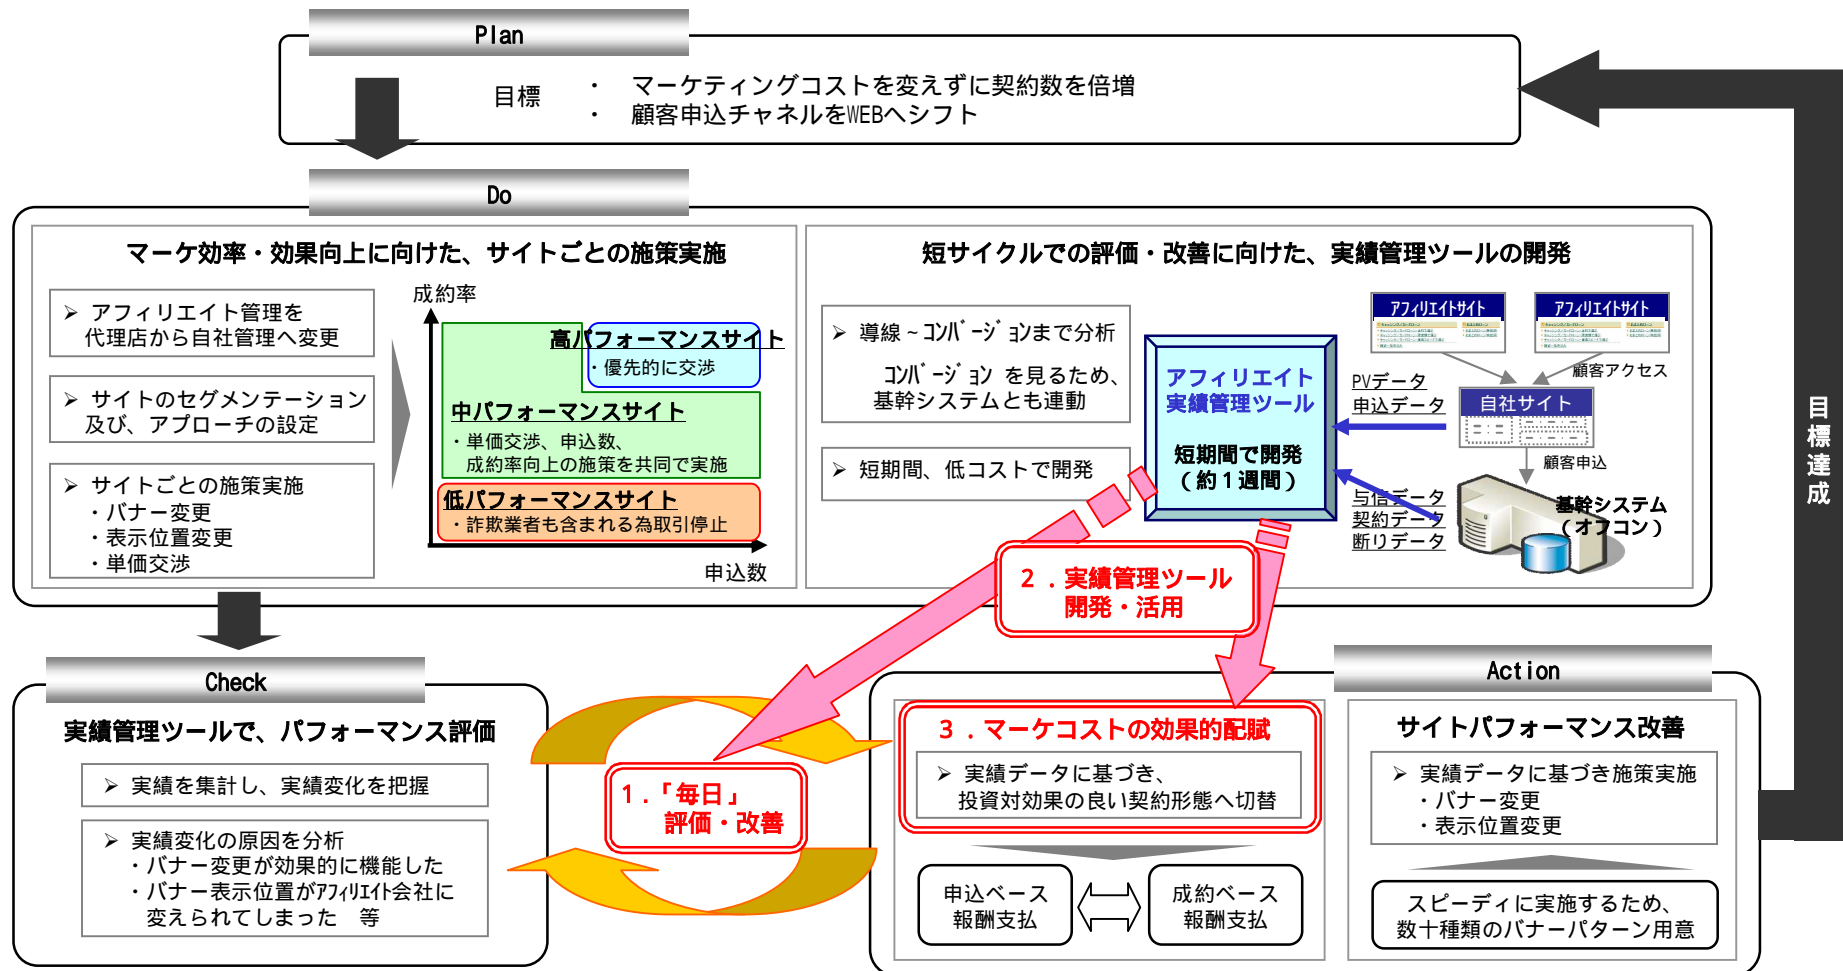 Plan
目標
・ マーケティングコストを変えずに契約数を倍増
・ 顧客申込チャネルをWEBへシフト
Do
マーケ効率・効果向上に向けた、サイトごとの施策実施
➢ アフィリエイト管理を
代理店から自社管理へ変更
➢ サイトのセグメンテーション
及び、アプローチの設定
➢ サイトごとの施策実施
・バナー変更
・表示位置変更
・単価交渉
成約率
高パフォーマンスサイト
・優先的に交渉
中パフォーマンスサイト
・単価交渉、申込数、
成約率向上の施策を共同で実施
低パフォーマンスサイト
・詐欺業者も含まれる為取引停止
申込数
短サイクルでの評価・改善に向けた、実績管理ツールの開発
➢ 導線～コンバージョンまで分析
コンバージョン を見るため、
基幹システムとも連動
➢ 短期間、低コストで開発
アフィリエイト
実績管理ツール
短期間で開発
（約１週間）
アフィリエイトサイト
アフィリエイトサイト
顧客アクセス
PVデータ
申込データ
自社サイト
顧客申込
与信データ
契約データ
断りデータ
基幹システム
（オフコン）
２．実績管理ツール
開発・活用
Check
実績管理ツールで、パフォーマンス評価
➢ 実績を集計し、実績変化を把握
➢ 実績変化の原因を分析
・バナー変更が効果的に機能した
・バナー表示位置がアフィリエイト会社に
変えられてしまった　等
１．「毎日」
評価・改善
Action
３．マーケコストの効果的配賦
➢ 実績データに基づき、
投資対効果の良い契約形態へ切替
申込ベース
報酬支払
成約ベース
報酬支払
サイトパフォーマンス改善
➢ 実績データに基づき施策実施
・バナー変更
・表示位置変更
スピーディに実施するため、
数十種類のバナーパターン用意
目標達成